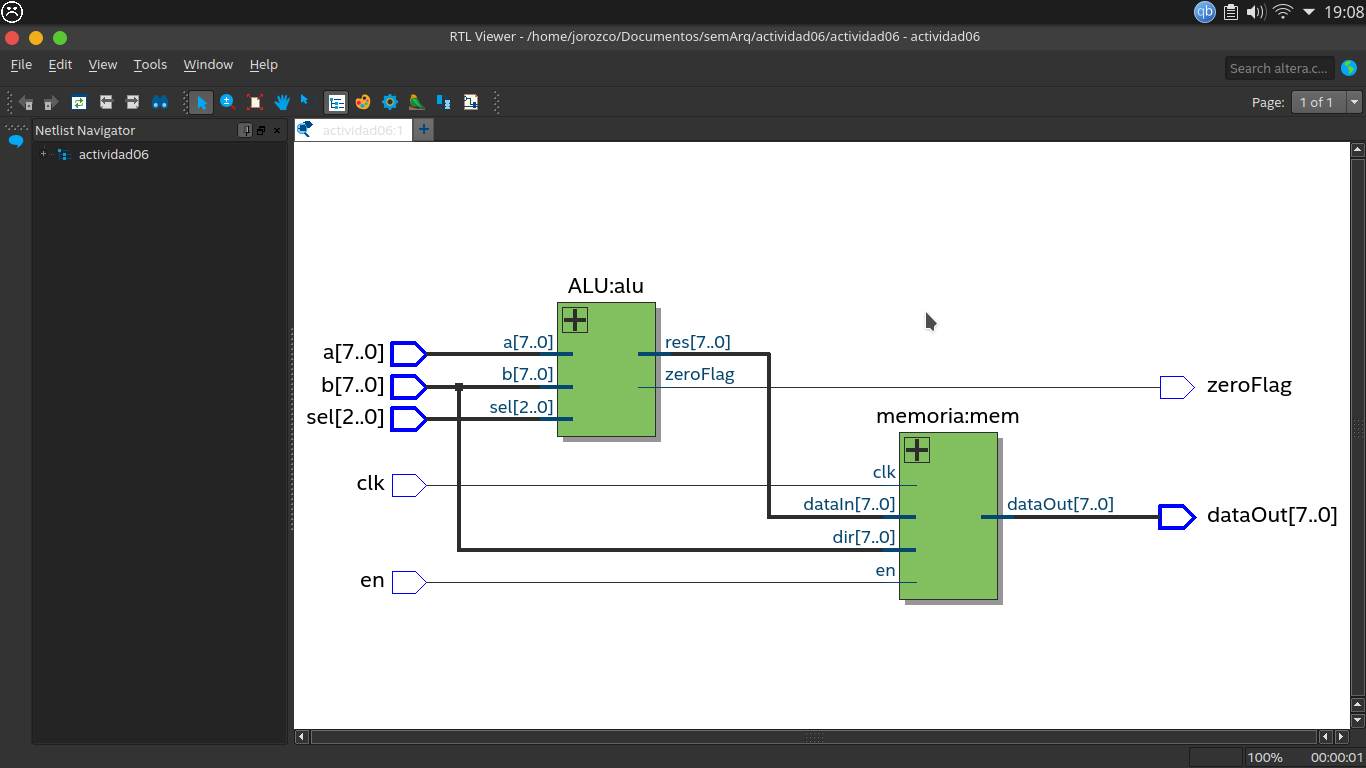 qb 19:08
RTL Viewer - /home/jorozco/Documentos/semArq/actividad06/actividad06 - actividad06
File Edit View Tools Window Help
Search altera.c...
Page: 1 of 1
Netlist Navigator
actividad06:1
actividad06
ALU:alu
a[7..0] a[7..0] res[7..0]
b[7..0] b[7..0] zeroFlag zeroFlag
sel[2..0] sel[2..0]
memoria:mem
clk clk
dataIn[7..0] dataOut[7..0] dataOut[7..0]
dir[7..0]
en en
100% 00:00:01